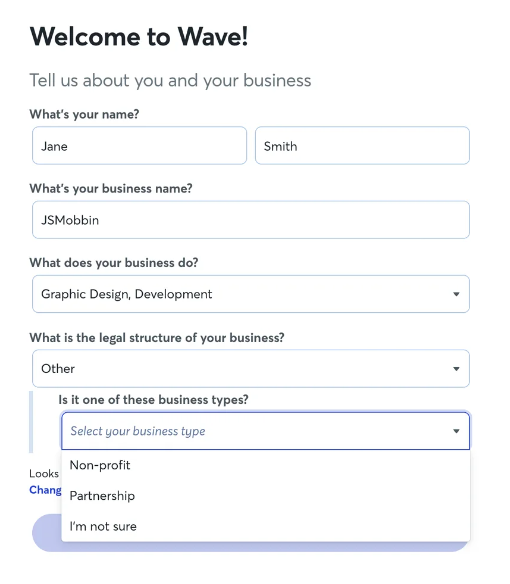 Welcome to Wave!
Tell us about you and your business
What's your name?
Jane Smith
What's your business name?
JSMobbin
What does your business do?
Graphic Design, Development
What is the legal structure of your business?
Other
Is it one of these business types?
Select your business type
Non-profit
Looks
Partnership
I'm not sure